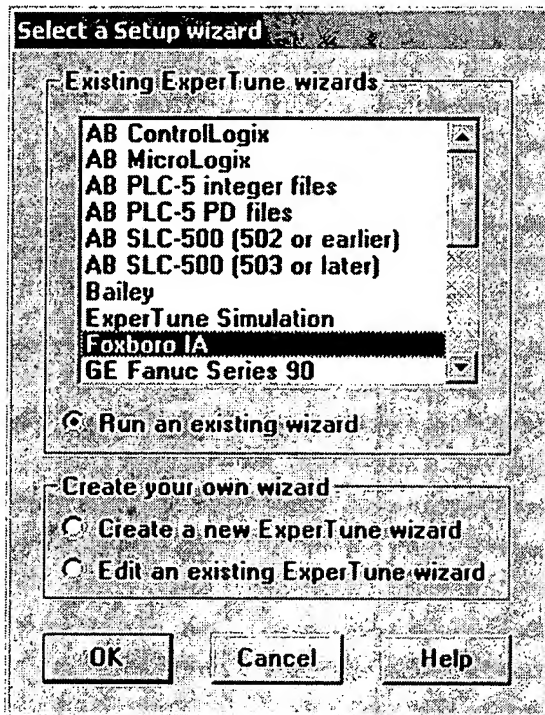 Select a Setup wizard
Existing ExperTune wizards
AB ControlLogix
AB MicroLogix
AB PLC-5 integer files
AB PLC-5 PD files
AB SLC-500 (502 or earlier)
AB SLC-500 (503 or later)
Bailey
ExperTune Simulation
Foxboro IA
GE Fanuc Series 90
Run an existing wizard
Create your own wizard
Create a new ExperTune wizard
Edit an existing ExperTune wizard
OK Cancel Help